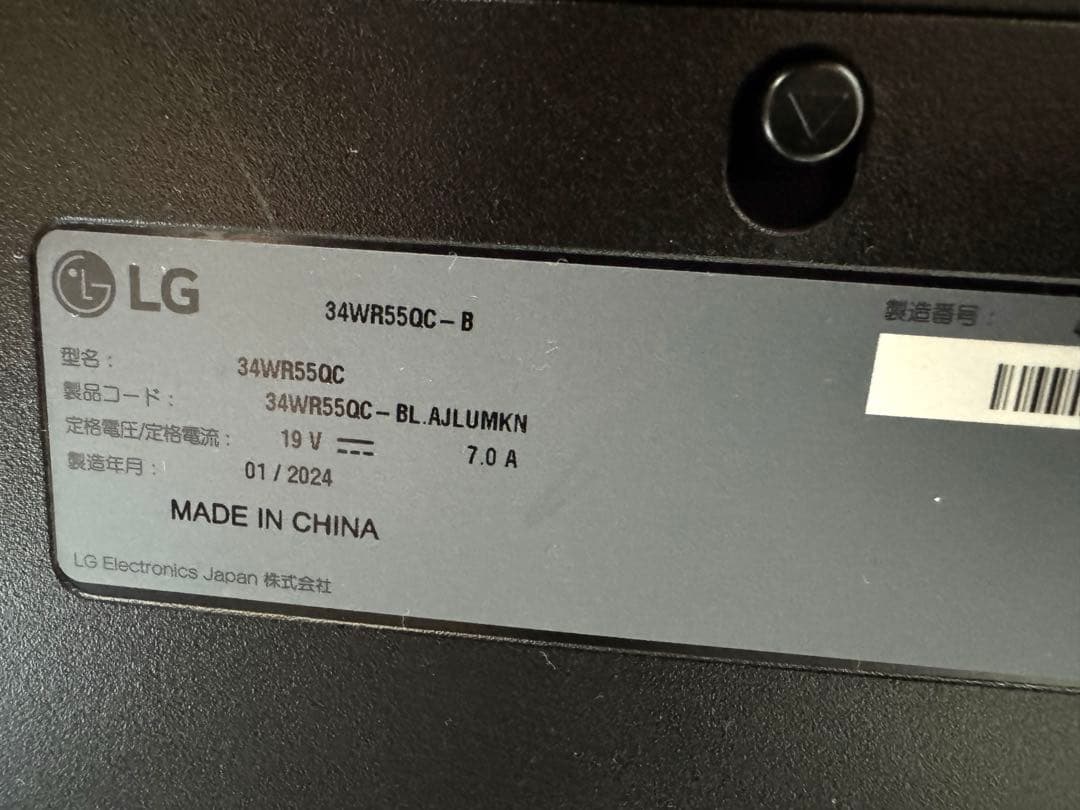 LG
34WR55QC-B
製造番号:
型名: 34WR55QC
製品コード: 34WR55QC-BL.AJLUMKN
定格電圧/定格電流: 19 V 7.0 A
製造年月: 01 / 2024
MADE IN CHINA
LG Electronics Japan 株式会社